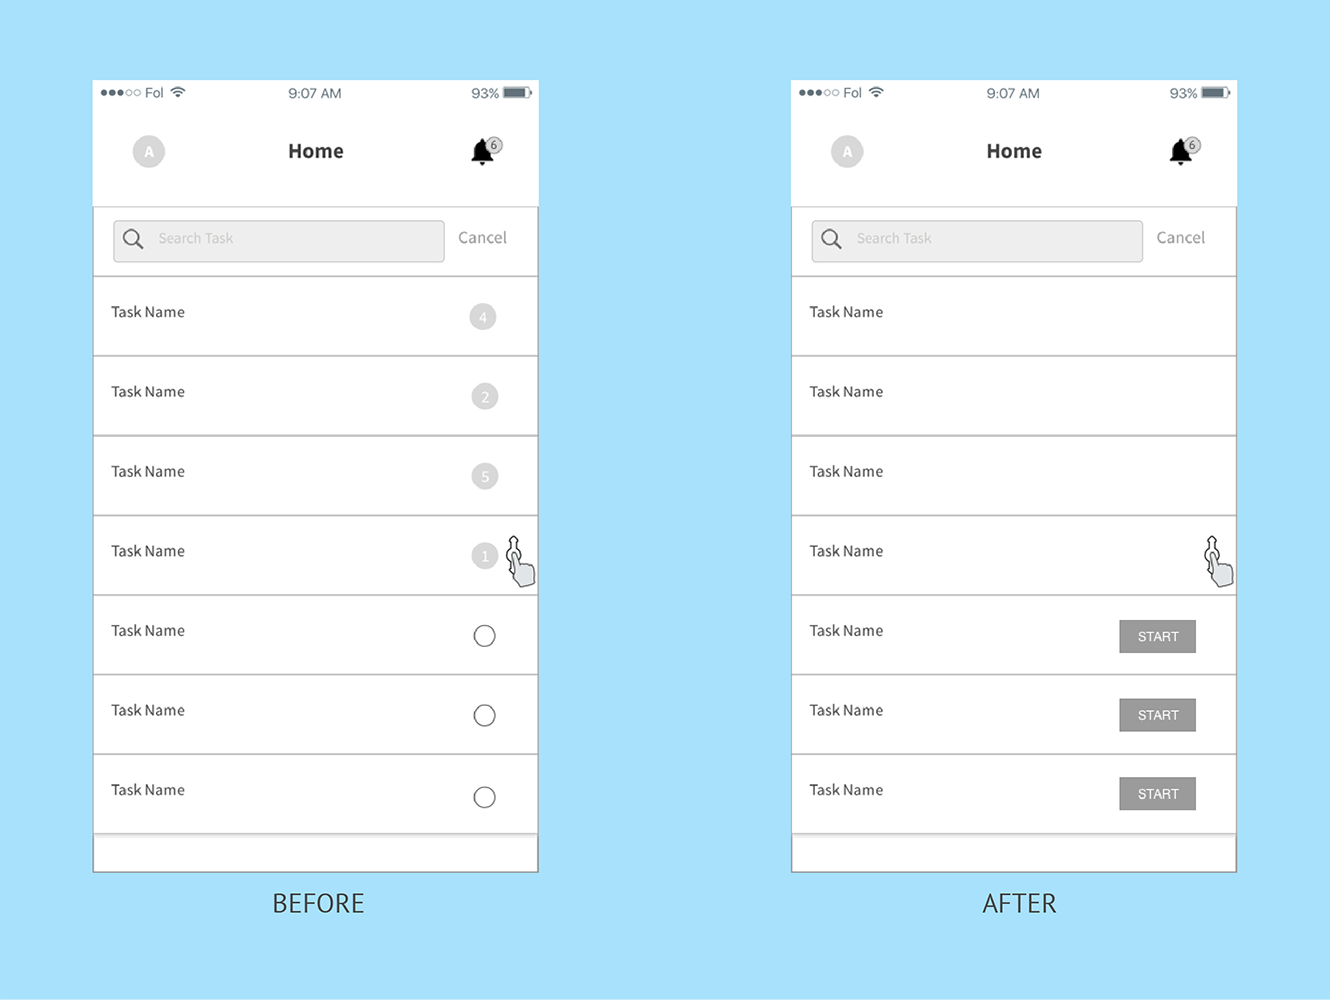 Fol 9:07 AM 93%
A Home 6
Search Task Cancel
Task Name 4
Task Name 2
Task Name 5
Task Name 1
Task Name
Task Name
Task Name
BEFORE
Fol 9:07 AM 93%
A Home 6
Search Task Cancel
Task Name
Task Name
Task Name
Task Name
Task Name START
Task Name START
Task Name START
AFTER